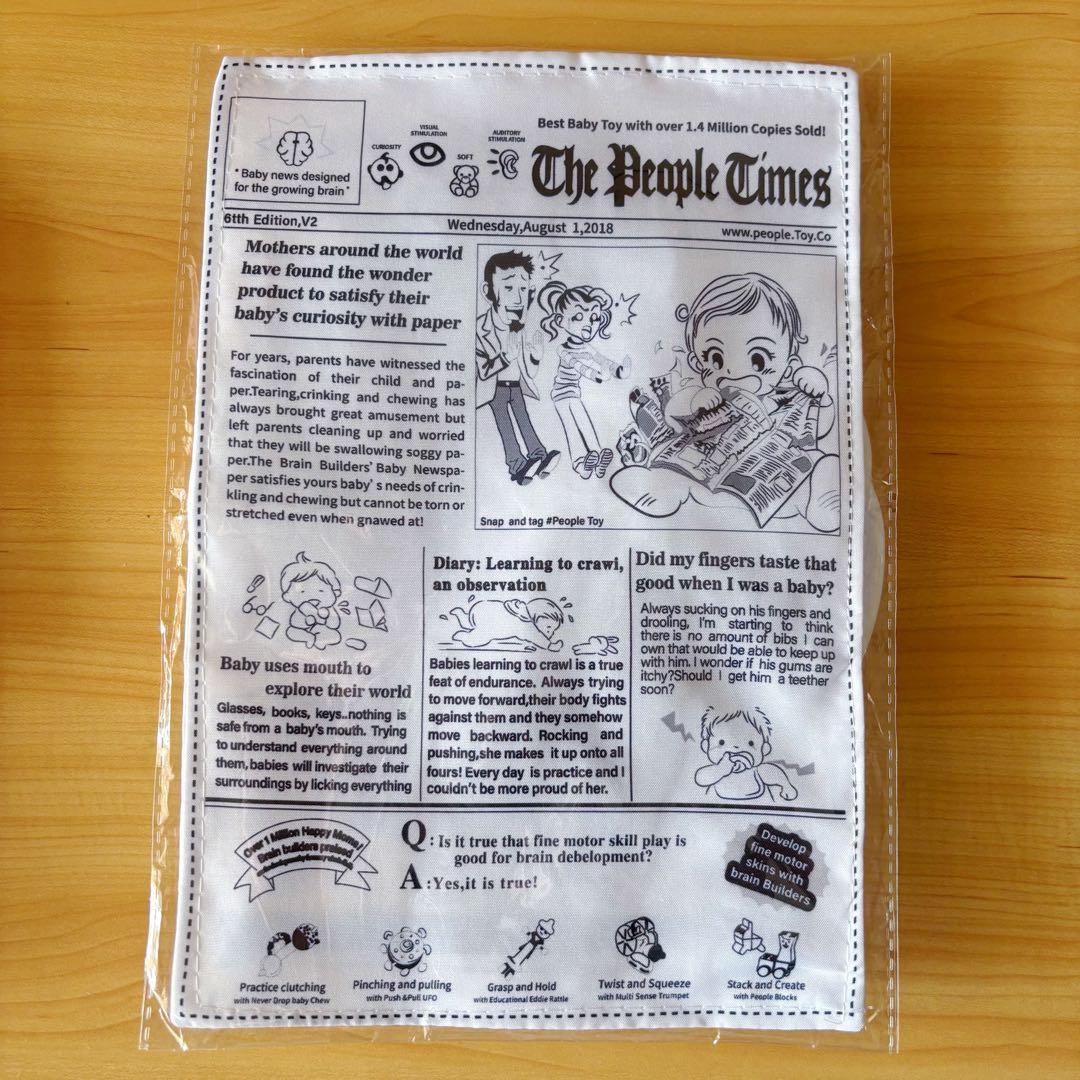 Best Baby Toy with over 1.4 Million Copies Sold!
The People Times
" Baby news designed
for the growing brain "
CURIOSITY
VISUAL
STIMULATION
SOFT
AUDITORY
STIMULATION
6tth Edition,V2
Wednesday,August 1,2018
www.people.Toy.Co
Mothers around the world
have found the wonder
product to satisfy their
baby's curiosity with paper
For years, parents have witnessed the
fascination of their child and pa-
per.Tearing,crinking and chewing has
always brought great amusement but
left parents cleaning up and worried
that they will be swallowing soggy pa-
per.The Brain Builders' Baby Newspa-
per satisfies yours baby' s needs of crin-
kling and chewing but cannot be torn or
stretched even when gnawed at!
Snap and tag #People Toy
Baby uses mouth to
explore their world
Glasses, books, keys..nothing is
safe from a baby's mouth. Trying
to understand everything around
them,babies will investigate their
surroundings by licking everything
Diary: Learning to crawl,
an observation
Babies learning to crawl is a true
feat of endurance. Always trying
to move forward,their body fights
against them and they somehow
move backward. Rocking and
pushing,she makes it up onto all
fours! Every day is practice and I
couldn't be more proud of her.
Did my fingers taste that
good when I was a baby?
Always sucking on his fingers and
drooling, I'm starting to think
there is no amount of bibs I can
own that would be able to keep up
with him. I wonder if his gums are
itchy?Should I get him a teether
soon?
Over 1 Million Happy Moms!
Brain builders praised
Q : Is it true that fine motor skill play is
good for brain debelopment?
A :Yes,it is true!
Develop
fine motor
skins with
brain Builders
Practice clutching
with Never Drop baby Chew
Pinching and pulling
with Push &Pull UFO
Grasp and Hold
with Educational Eddie Rattle
Twist and Squeeze
with Multi Sense Trumpet
Stack and Create
with People Blocks